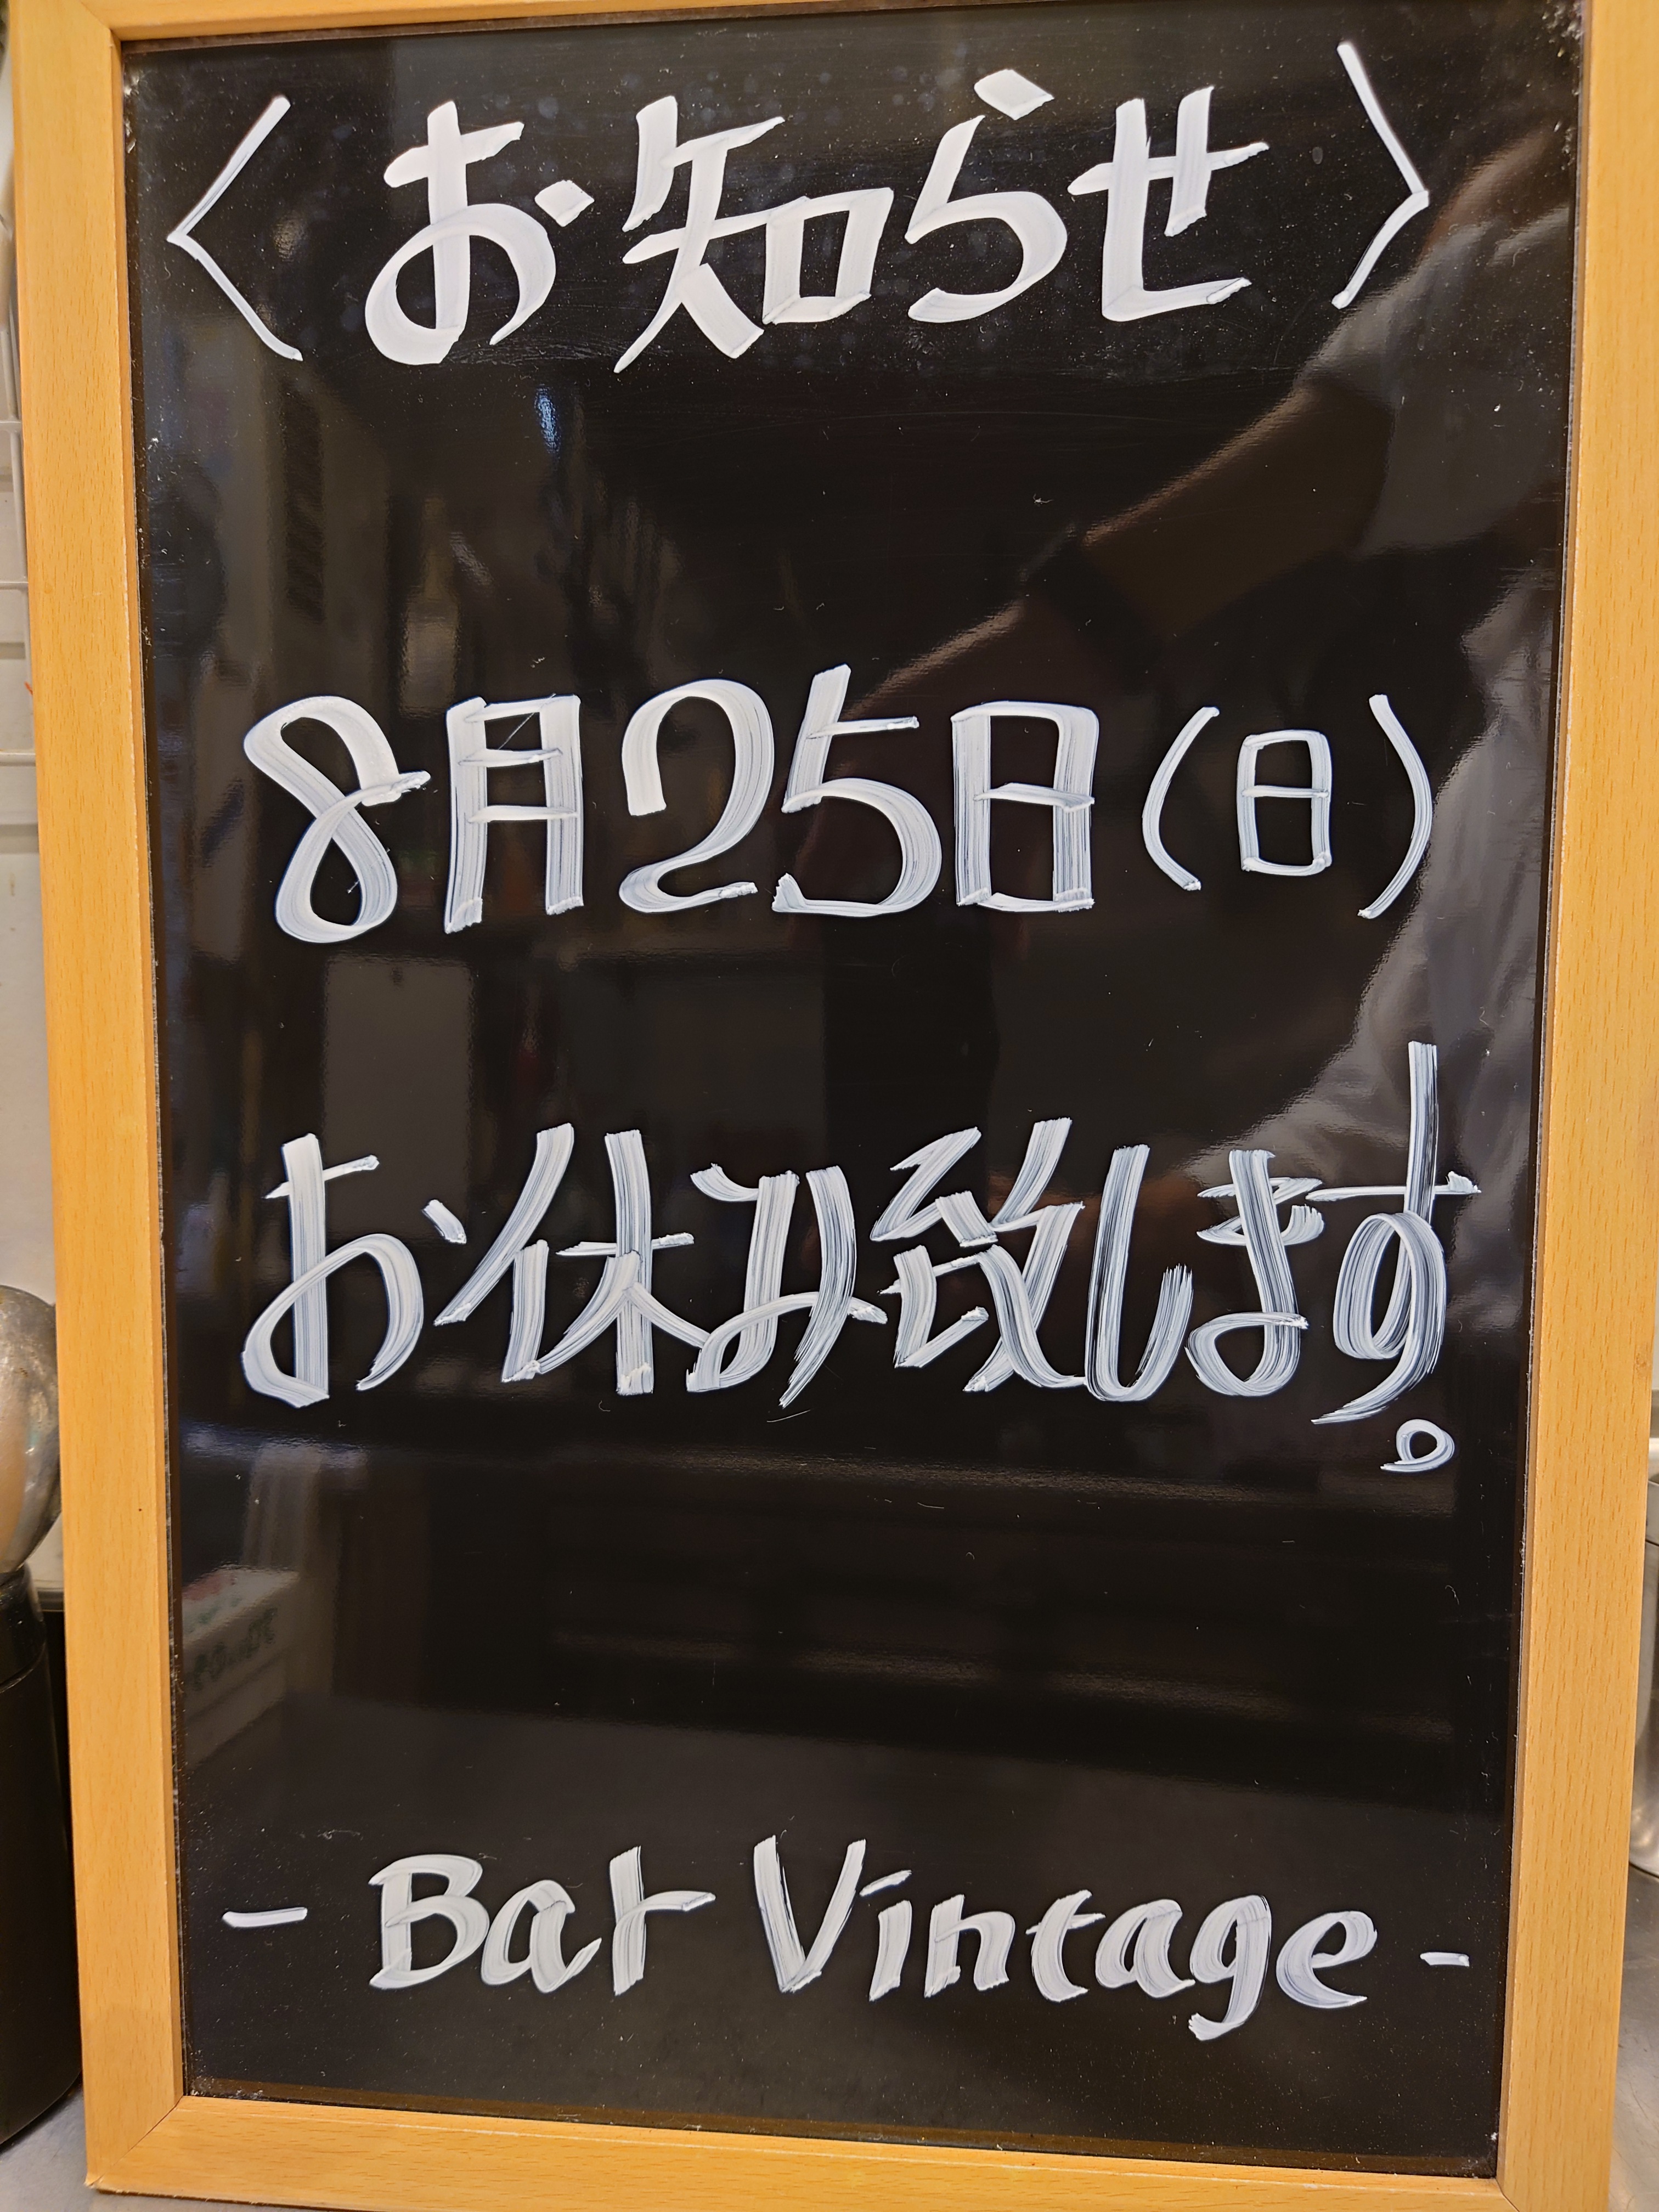 〈お知らせ〉
8月25日(日)
お休み致します。
- Bar Vintage -